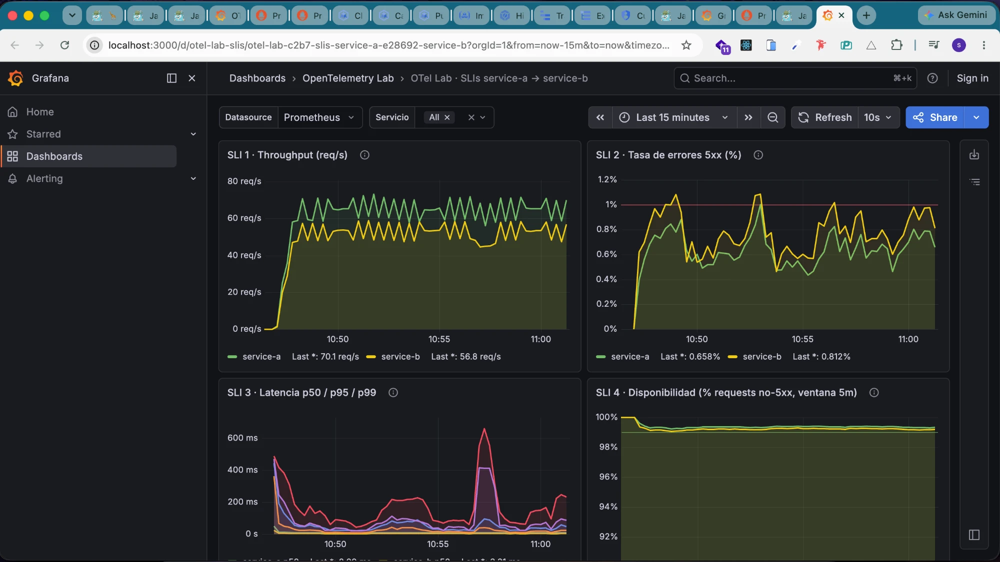 Ja
Ja
OT
Pr
Pr
Cl
Ca
Pu
Im
Hi
Tr
Ex
Cu
Ja
Gr
Pr
Ja
Ask Gemini
localhost:3000/d/otel-lab-slis/otel-lab-c2b7-slis-service-a-e28692-service-b?orgId=1&from=now-15m&to=now&timezo...
11
s
Grafana
Dashboards › OpenTelemetry Lab › OTel Lab · SLIs service-a → service-b
Search...
⌘+k
Sign in
Home
Starred
Dashboards
Alerting
Datasource Prometheus
Servicio All
Last 15 minutes
Refresh 10s
Share
SLI 1 · Throughput (req/s)
80 req/s
60 req/s
40 req/s
20 req/s
0 req/s
10:50 10:55 11:00
service-a Last *: 70.1 req/s service-b Last *: 56.8 req/s
SLI 2 · Tasa de errores 5xx (%)
1.2%
1%
0.8%
0.6%
0.4%
0.2%
0%
10:50 10:55 11:00
service-a Last *: 0.658% service-b Last *: 0.812%
SLI 3 · Latencia p50 / p95 / p99
600 ms
400 ms
200 ms
0 s
10:50 10:55 11:00
SLI 4 · Disponibilidad (% requests no-5xx, ventana 5m)
100%
98%
96%
94%
92%